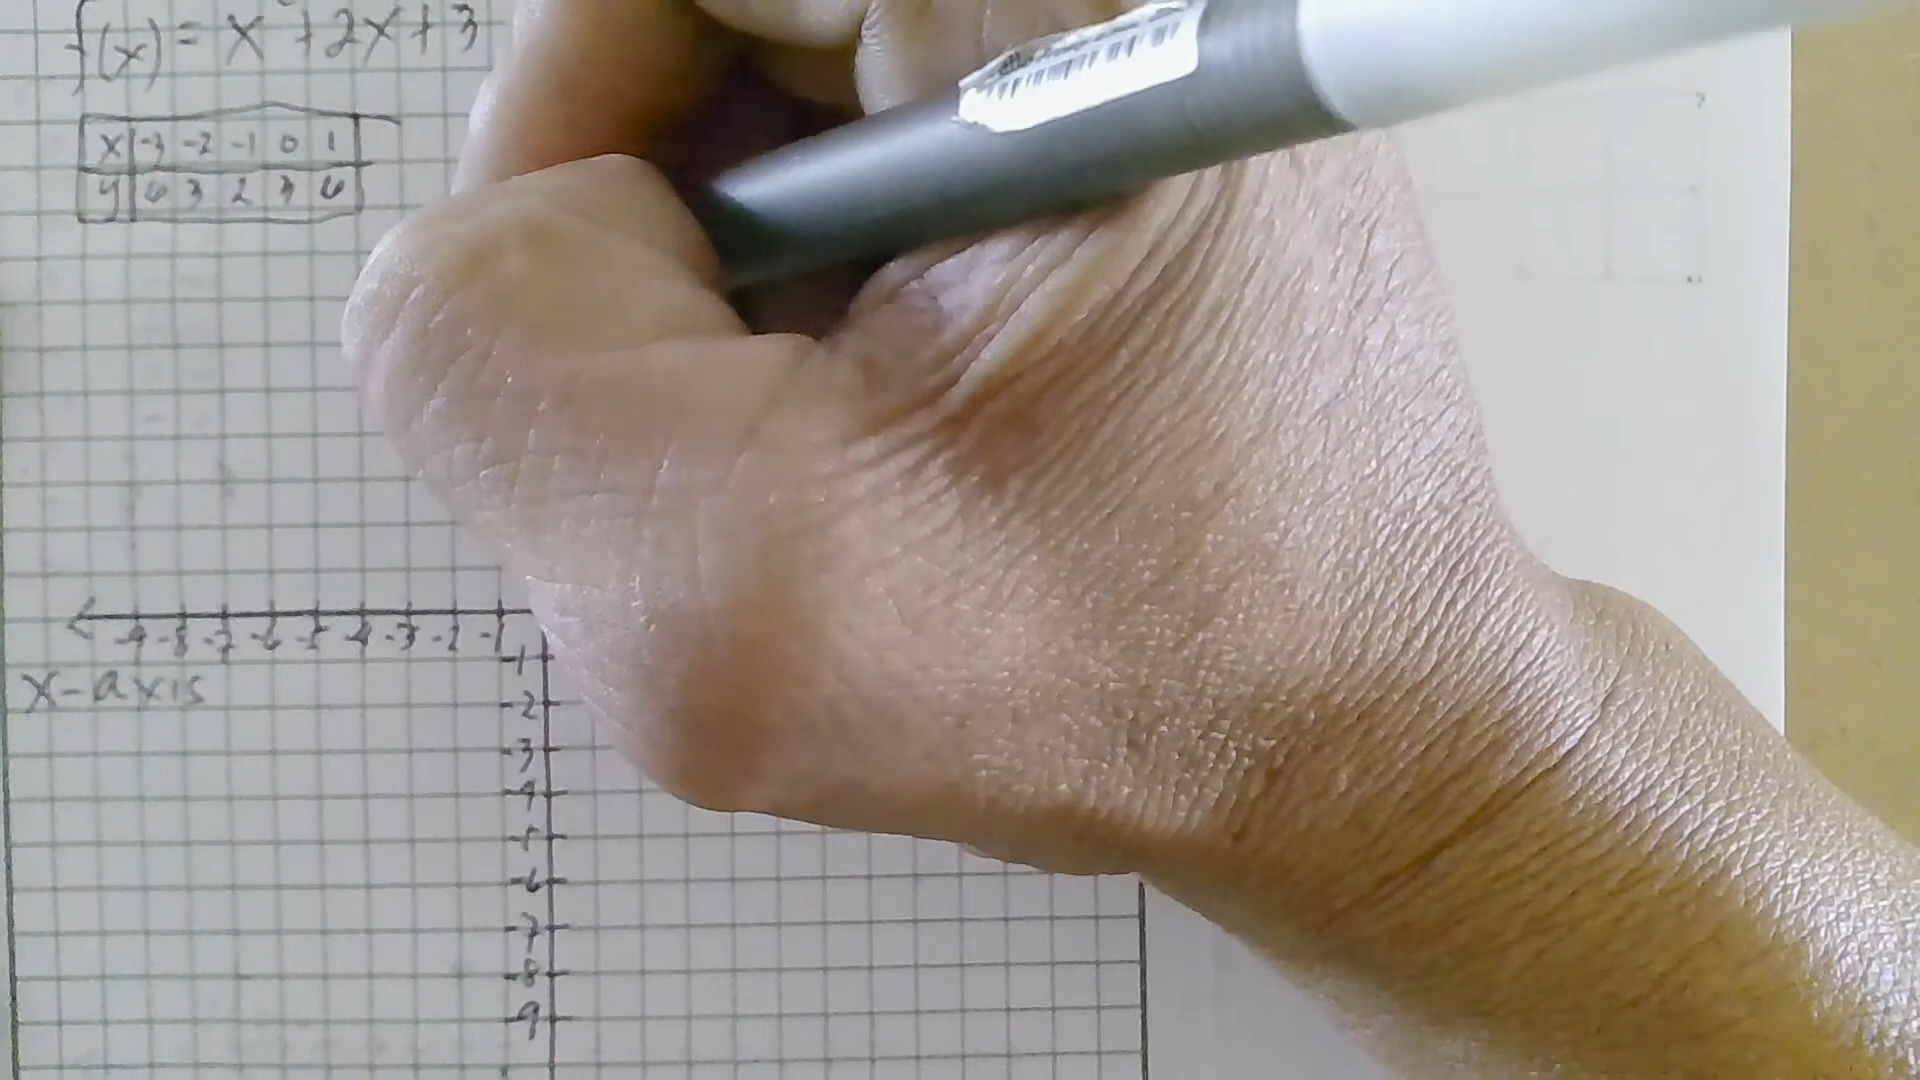 f(x) = x²+2x+3
x -3 -2 -1 0 1
y 6 3 2 3 6
-9 -8 -7 -6 -5 -4 -3 -2 -1
-1
x-axis
-2
-3
-4
-5
-6
-7
-8
-9